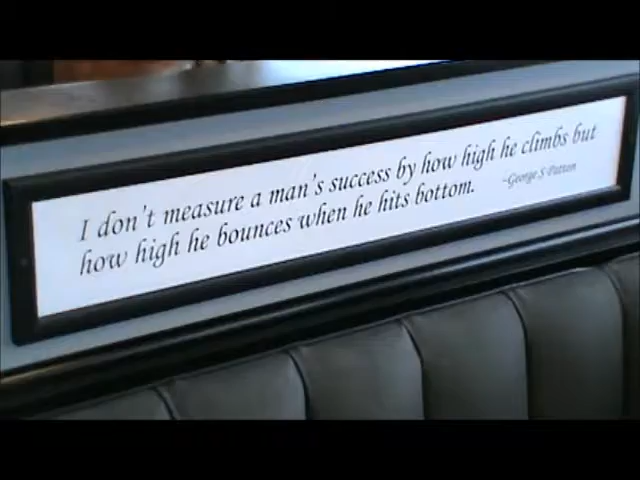 I don't measure a man's success by how high he climbs but
how high he bounces when he hits bottom.
~George S Patton